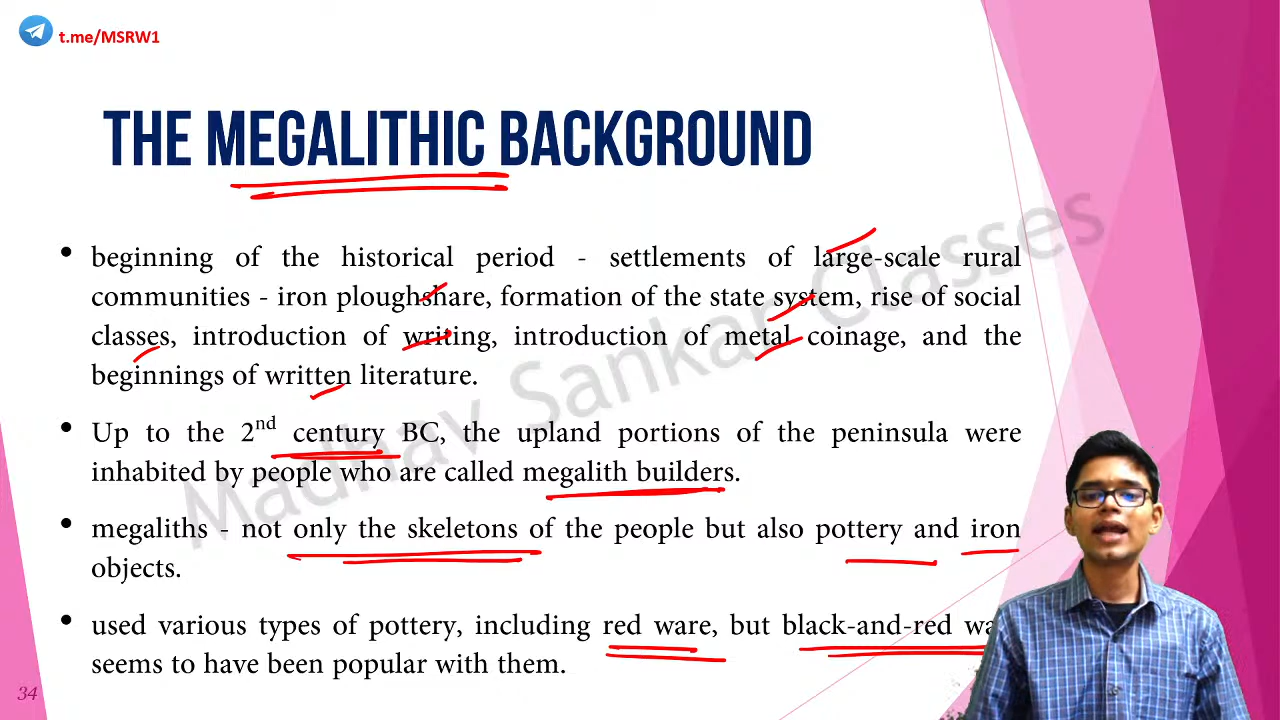 t.me/MSRW1
THE MEGALITHIC BACKGROUND
• beginning of the historical period - settlements of large-scale rural
communities - iron ploughshare, formation of the state system, rise of social
classes, introduction of writing, introduction of metal coinage, and the
beginnings of written literature.
• Up to the 2nd century BC, the upland portions of the peninsula were
inhabited by people who are called megalith builders.
• megaliths - not only the skeletons of the people but also pottery and iron
objects.
• used various types of pottery, including red ware, but black-and-red
seems to have been popular with them.
Madhav Sankar Classes
34